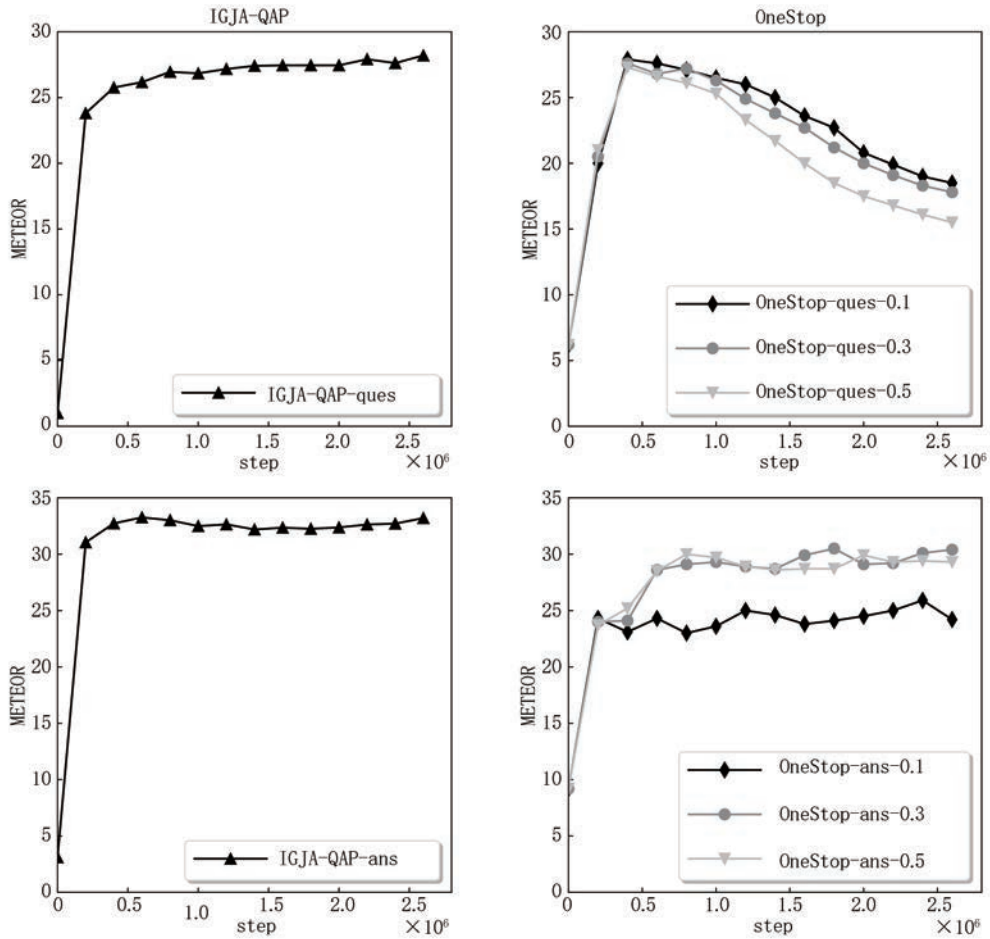 IGJA-QAP
30
25
20
15
10
5
0
METEOR
IGJA-QAP-ques
0 0.5 1.0 1.5 2.0 2.5
step ×10⁶
OneStop
30
25
20
15
10
5
0
METEOR
OneStop-ques-0.1
OneStop-ques-0.3
OneStop-ques-0.5
0 0.5 1.0 1.5 2.0 2.5
step ×10⁶
35
30
25
20
15
10
5
0
METEOR
IGJA-QAP-ans
0 0.5 1.0 1.5 2.0 2.5
step ×10⁶
35
30
25
20
15
10
5
0
METEOR
OneStop-ans-0.1
OneStop-ans-0.3
OneStop-ans-0.5
0 0.5 1.0 1.5 2.0 2.5
step ×10⁶